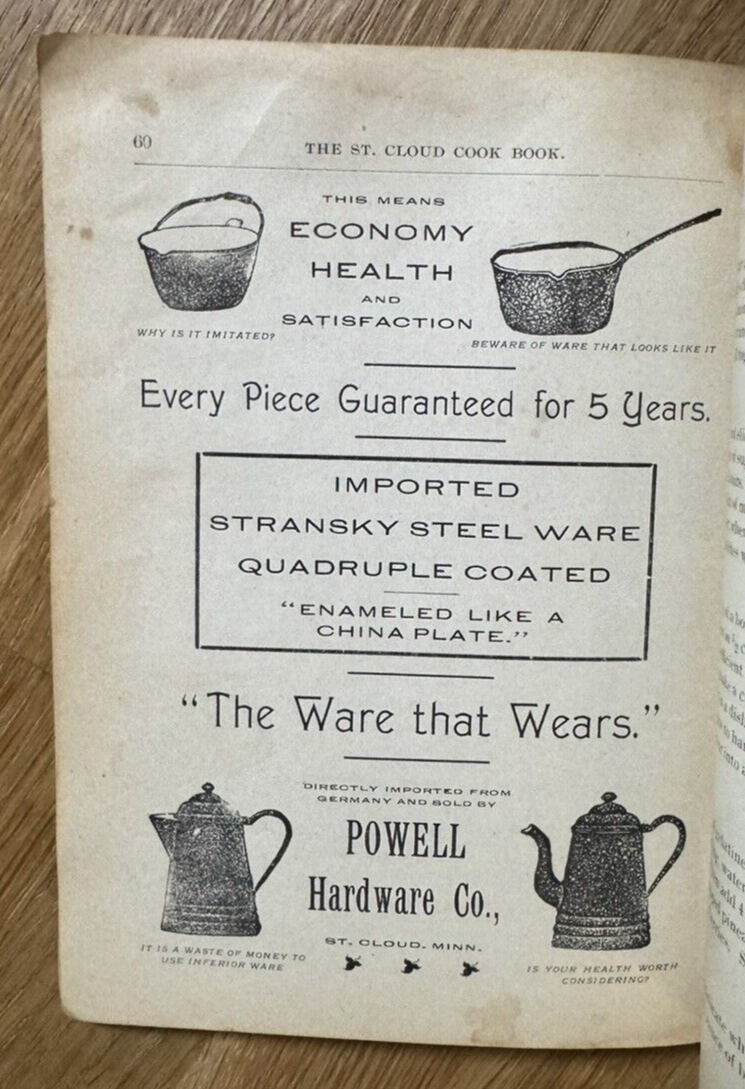 60
THE ST. CLOUD COOK BOOK.
THIS MEANS
ECONOMY
HEALTH
AND
SATISFACTION
WHY IS IT IMITATED?
BEWARE OF WARE THAT LOOKS LIKE IT
Every Piece Guaranteed for 5 Years.
IMPORTED
STRANSKY STEEL WARE
QUADRUPLE COATED
"ENAMELED LIKE A
CHINA PLATE."
"The Ware that Wears."
DIRECTLY IMPORTED FROM
GERMANY AND SOLD BY
POWELL
Hardware Co.,
ST. CLOUD. MINN.
IT IS A WASTE OF MONEY TO
USE INFERIOR WARE
IS YOUR HEALTH WORTH
CONSIDERING?